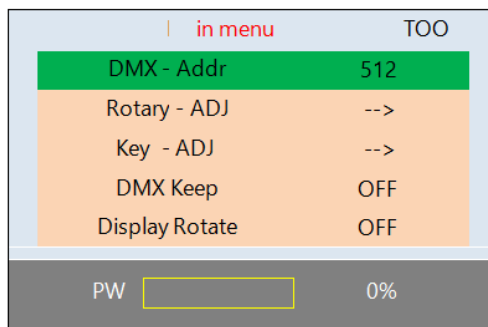 in menu TOO
DMX - Addr 512
Rotary - ADJ -->
Key - ADJ -->
DMX Keep OFF
Display Rotate OFF
PW 0%